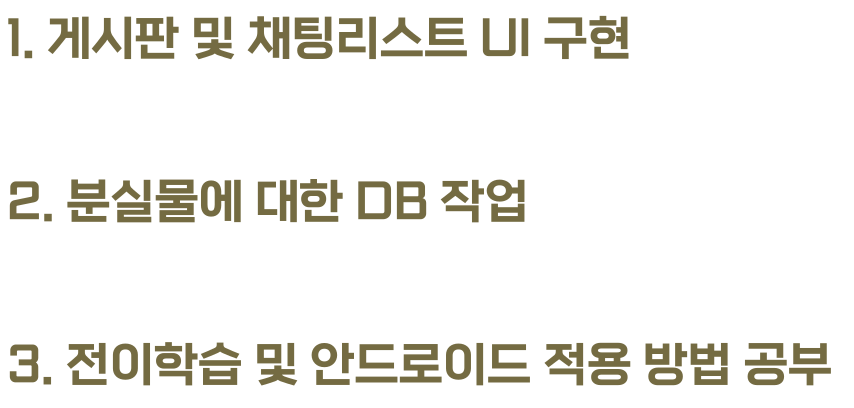 1. 게시판 및 채팅리스트 UI 구현
2. 분실물에 대한 DB 작업
3. 전이학습 및 안드로이드 적용 방법 공부